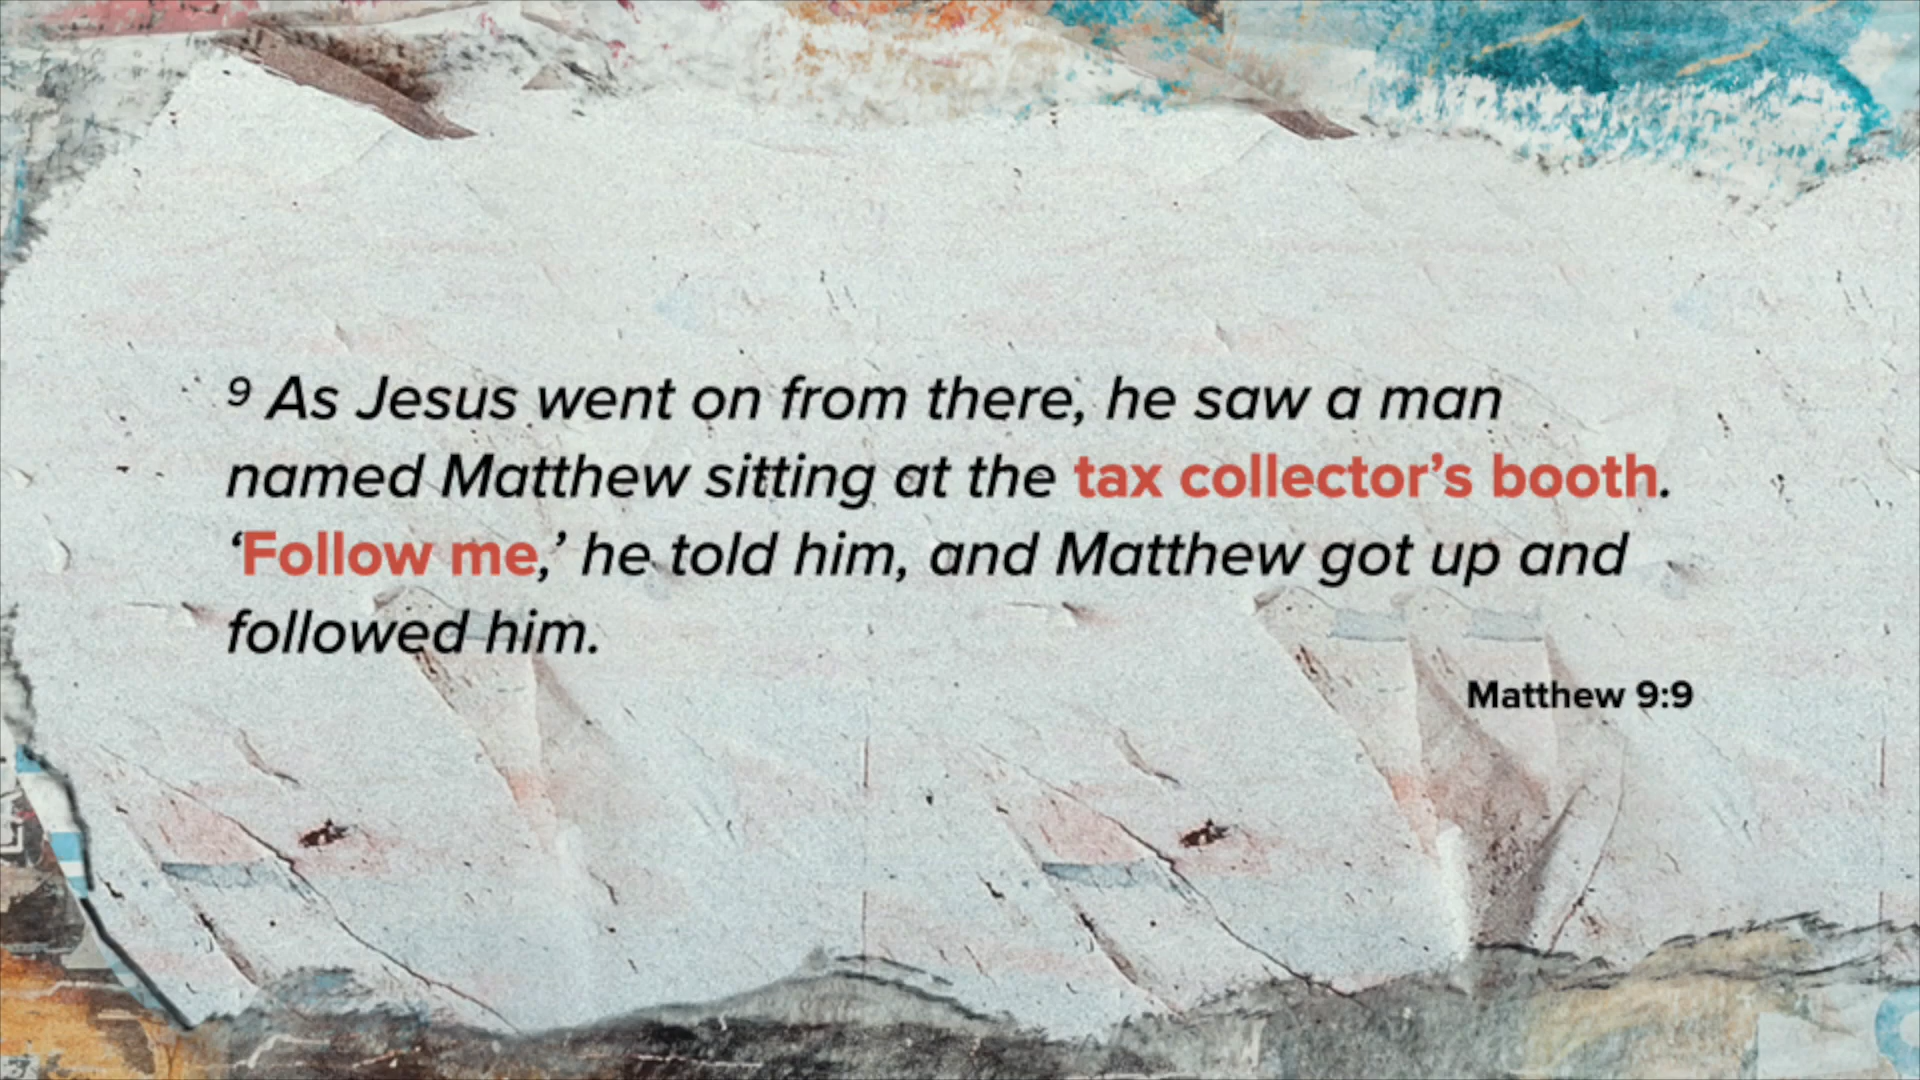 9 As Jesus went on from there, he saw a man
named Matthew sitting at the tax collector’s booth.
‘Follow me,’ he told him, and Matthew got up and
followed him.
Matthew 9:9